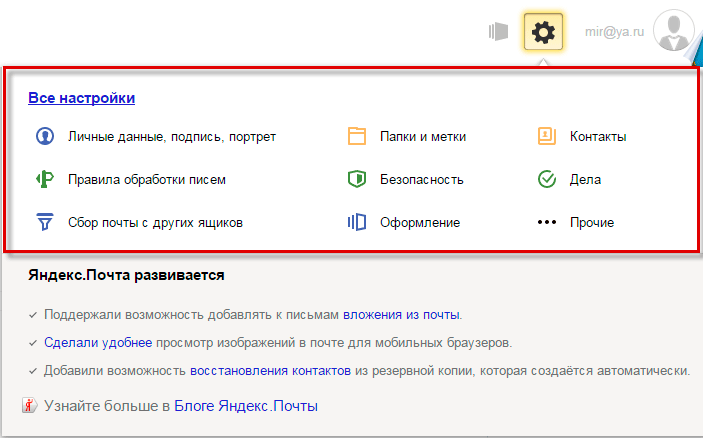 mir@ya.ru
Все настройки
Личные данные, подпись, портрет Папки и метки Контакты
Правила обработки писем Безопасность Дела
Сбор почты с других ящиков Оформление Прочие
Яндекс.Почта развивается
Поддержали возможность добавлять к письмам вложения из почты.
Сделали удобнее просмотр изображений в почте для мобильных браузеров.
Добавили возможность восстановления контактов из резервной копии, которая создаётся автоматически.
Узнайте больше в Блоге Яндекс.Почты